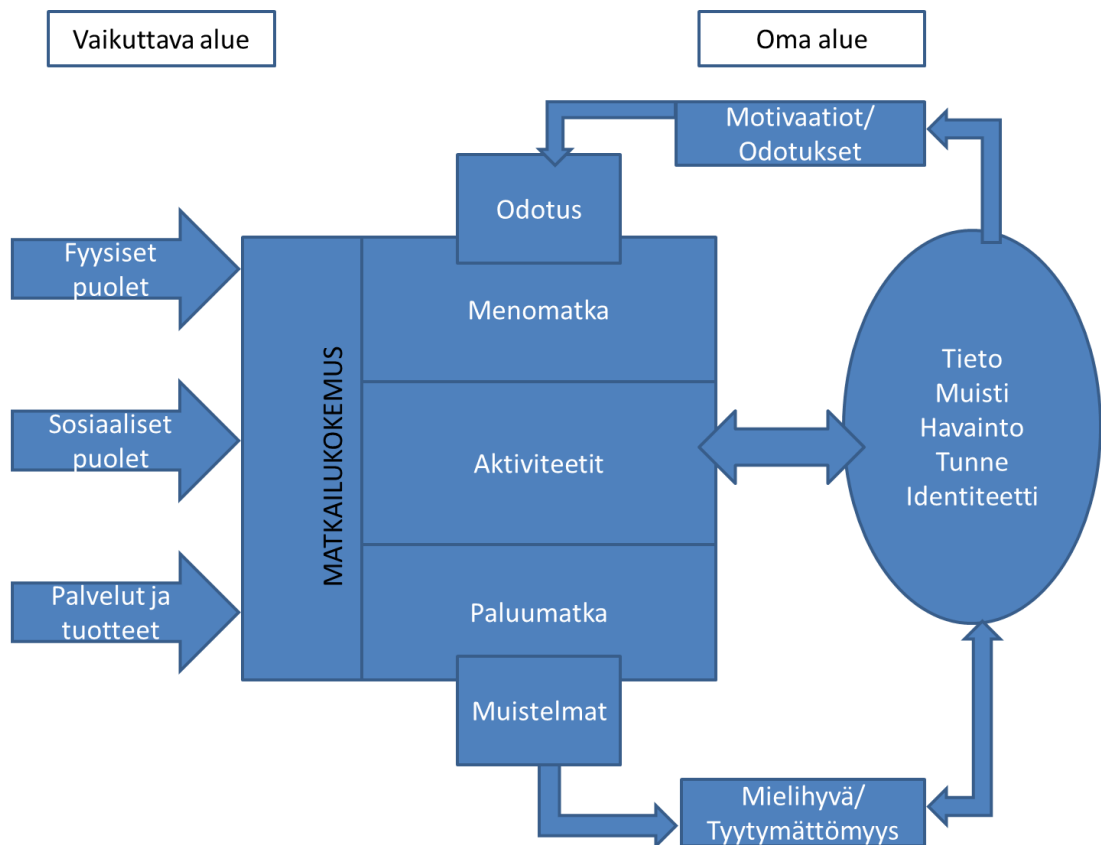 Vaikuttava alue
Oma alue
Motivaatiot/
Odotukset
Odotus
Fyysiset
puolet
Menomatka
MATKAILUKOKEMUS
Sosiaaliset
puolet
Aktiviteetit
Tieto
Muisti
Havainto
Tunne
Identiteetti
Palvelut ja
tuotteet
Paluumatka
Muistelmat
Mielihyvä/
Tyytymättömyys